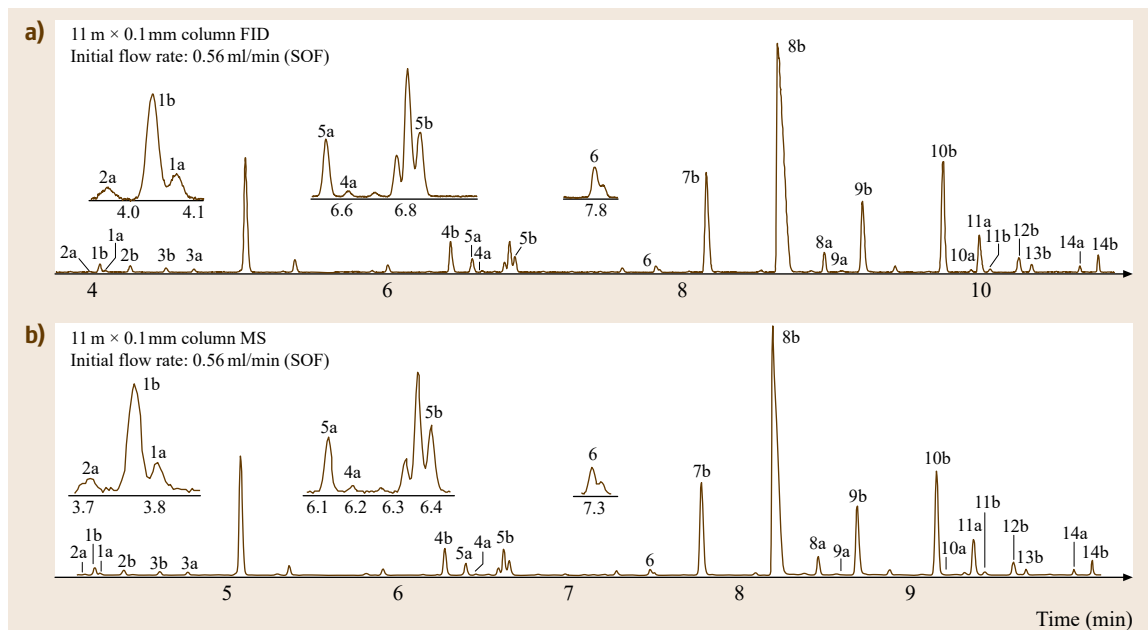 a)
11 m × 0.1 mm column FID
Initial flow rate: 0.56 ml/min (SOF)
8b
1b
2a
1a
4.0 4.1
5a
4a
5b
6.6 6.8
6
7.8
7b
9b
10b
2a 1b 1a 2b 3b 3a 4b 5a 4a 5b 6 8a 9a 10a 11a 11b 12b 13b 14a 14b
4 6 8 10
b)
11 m × 0.1 mm column MS
Initial flow rate: 0.56 ml/min (SOF)
8b
1b
2a
1a
3.7 3.8
5a
4a
5b
6.1 6.2 6.3 6.4
6
7.3
7b
9b
10b
2a 1b 1a 2b 3b 3a 4b 5a 4a 5b 6 8a 9a 10a 11a 11b 12b 13b 14a 14b
5 6 7 8 9
Time (min)